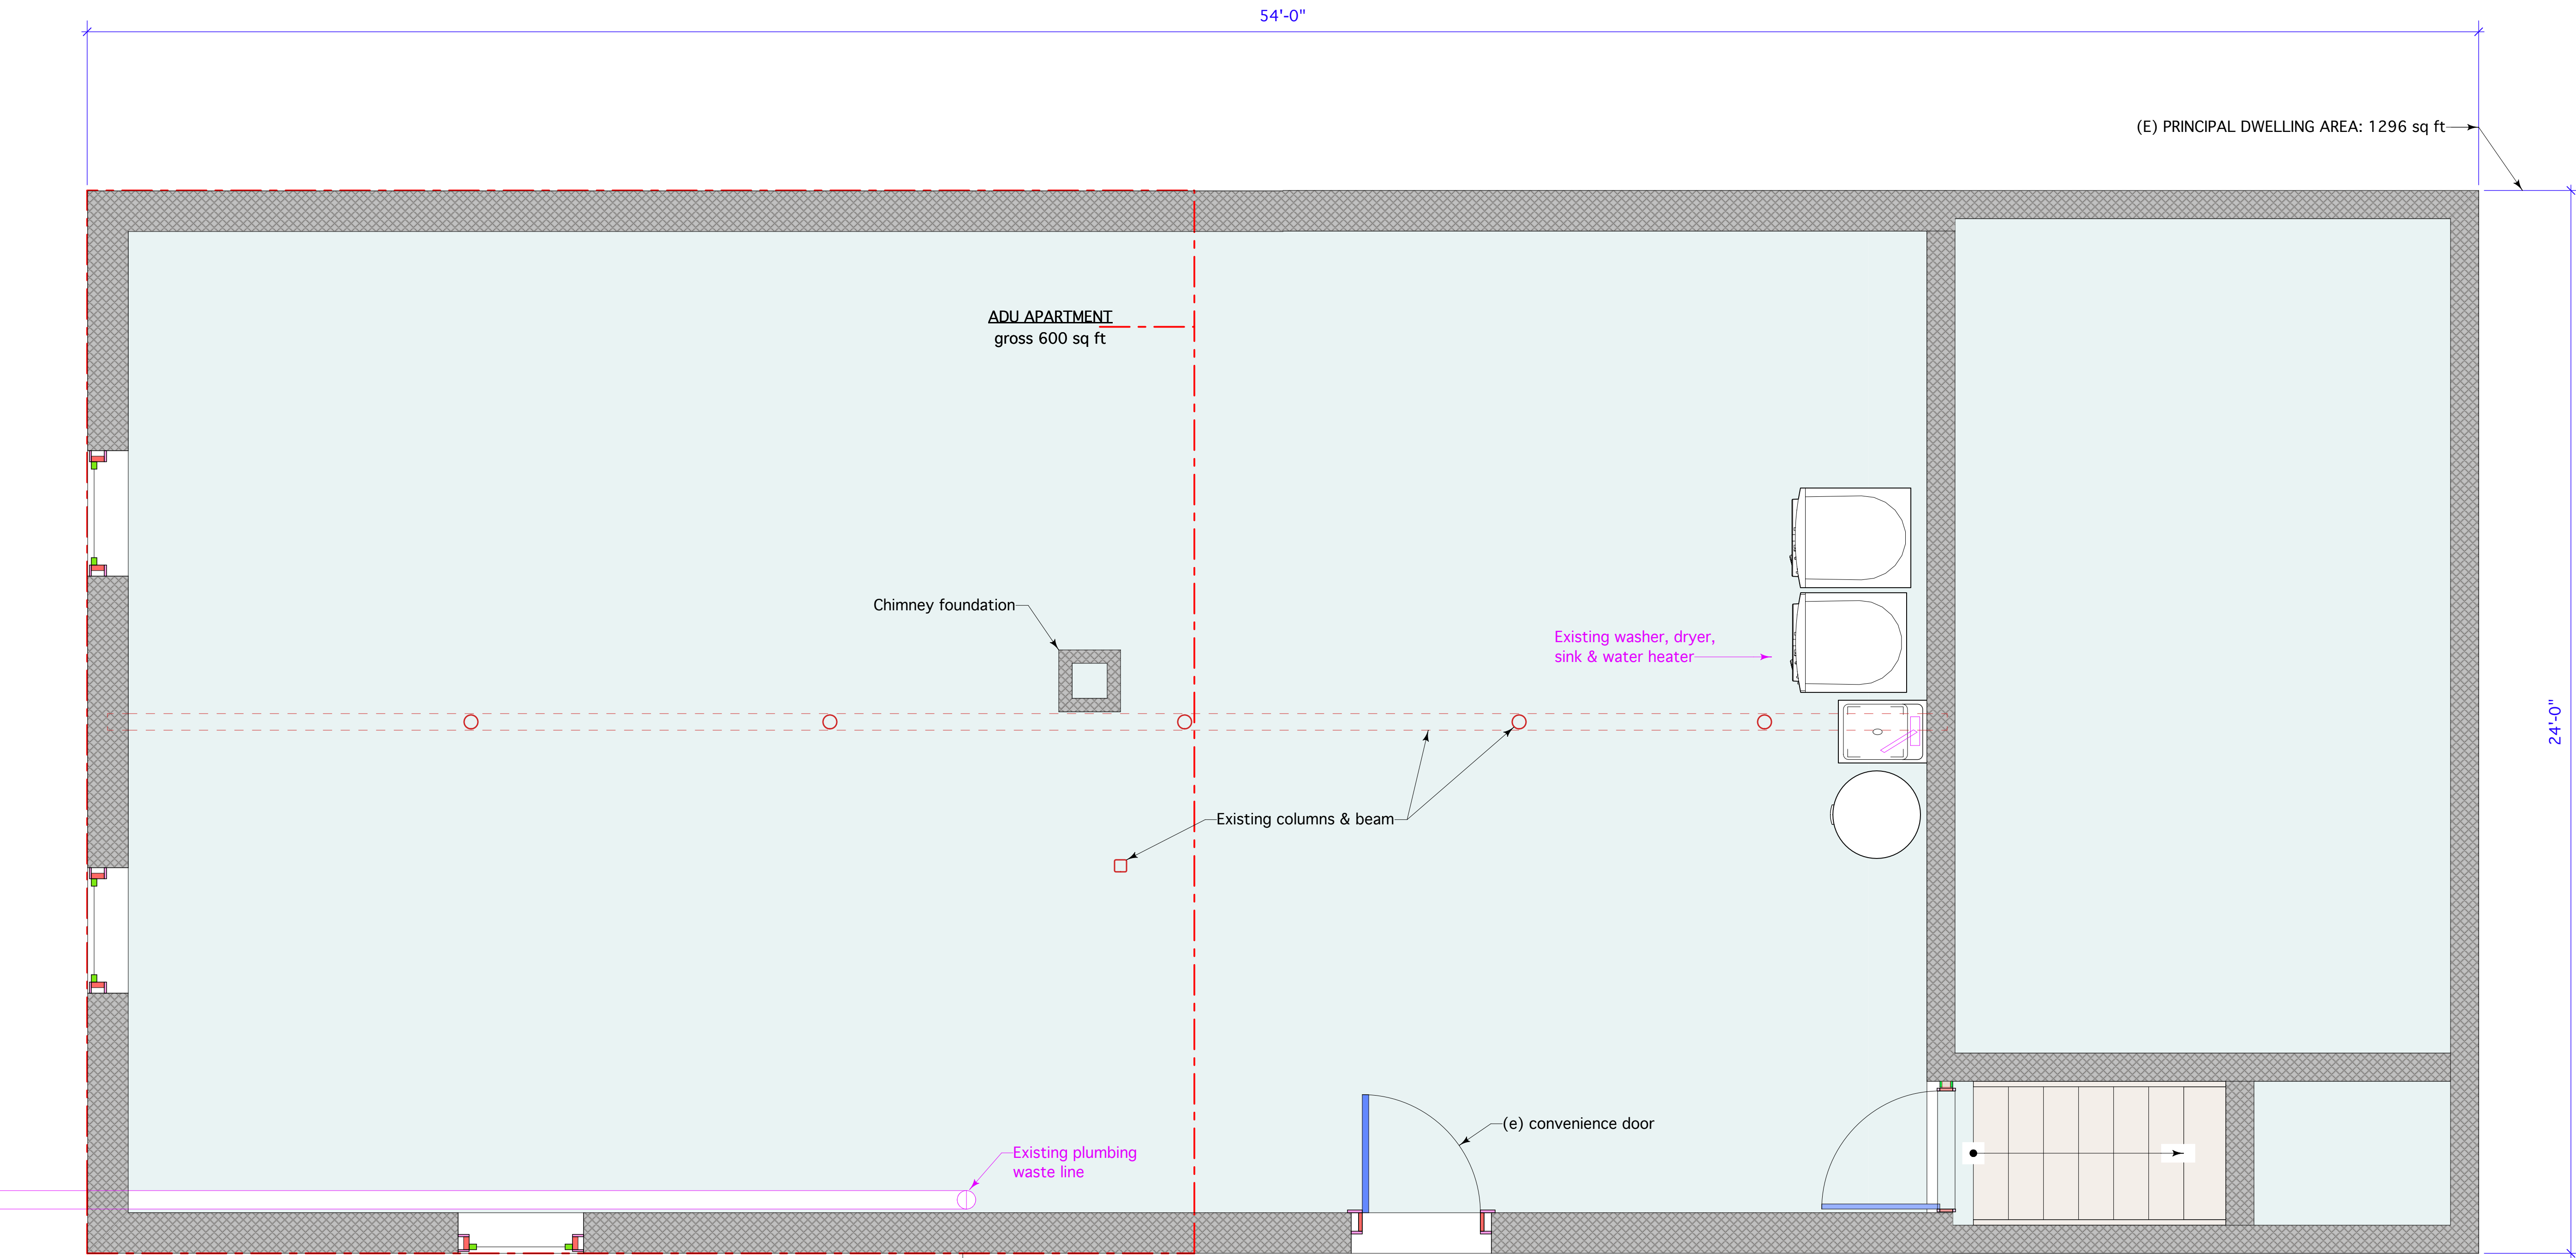 54'-0"
(E) PRINCIPAL DWELLING AREA: 1296 sq ft
ADU APARTMENT
gross 600 sq ft
Chimney foundation
Existing washer, dryer,
sink & water heater
24'-0"
Existing columns & beam
(e) convenience door
Existing plumbing
waste line